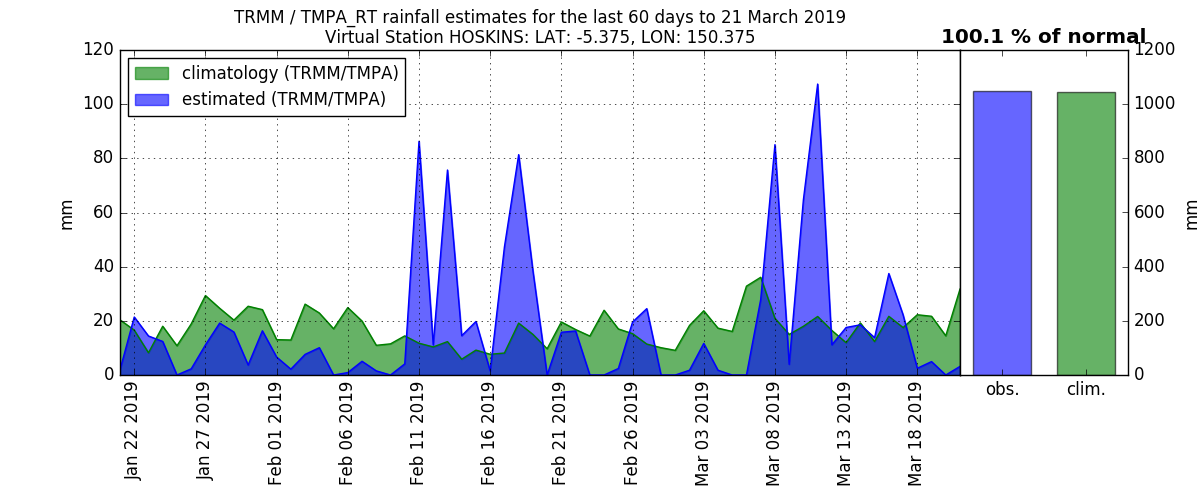 TRMM / TMPA_RT rainfall estimates for the last 60 days to 21 March 2019
Virtual Station HOSKINS: LAT: -5.375, LON: 150.375
100.1 % of normal
climatology (TRMM/TMPA)
estimated (TRMM/TMPA)
120
100
80
60
40
20
0
mm
Jan 22 2019
Jan 27 2019
Feb 01 2019
Feb 06 2019
Feb 11 2019
Feb 16 2019
Feb 21 2019
Feb 26 2019
Mar 03 2019
Mar 08 2019
Mar 13 2019
Mar 18 2019
1200
1000
800
600
400
200
0
mm
obs.
clim.